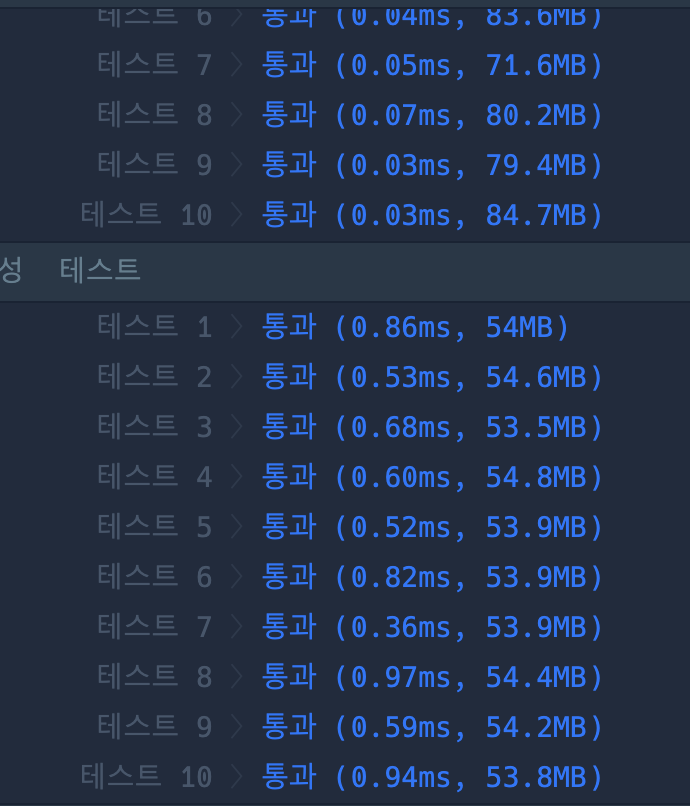 테스트 6 〉 통과 (0.04ms, 83.6MB)
테스트 7 〉 통과 (0.05ms, 71.6MB)
테스트 8 〉 통과 (0.07ms, 80.2MB)
테스트 9 〉 통과 (0.03ms, 79.4MB)
테스트 10 〉 통과 (0.03ms, 84.7MB)
성 테스트
테스트 1 〉 통과 (0.86ms, 54MB)
테스트 2 〉 통과 (0.53ms, 54.6MB)
테스트 3 〉 통과 (0.68ms, 53.5MB)
테스트 4 〉 통과 (0.60ms, 54.8MB)
테스트 5 〉 통과 (0.52ms, 53.9MB)
테스트 6 〉 통과 (0.82ms, 53.9MB)
테스트 7 〉 통과 (0.36ms, 53.9MB)
테스트 8 〉 통과 (0.97ms, 54.4MB)
테스트 9 〉 통과 (0.59ms, 54.2MB)
테스트 10 〉 통과 (0.94ms, 53.8MB)